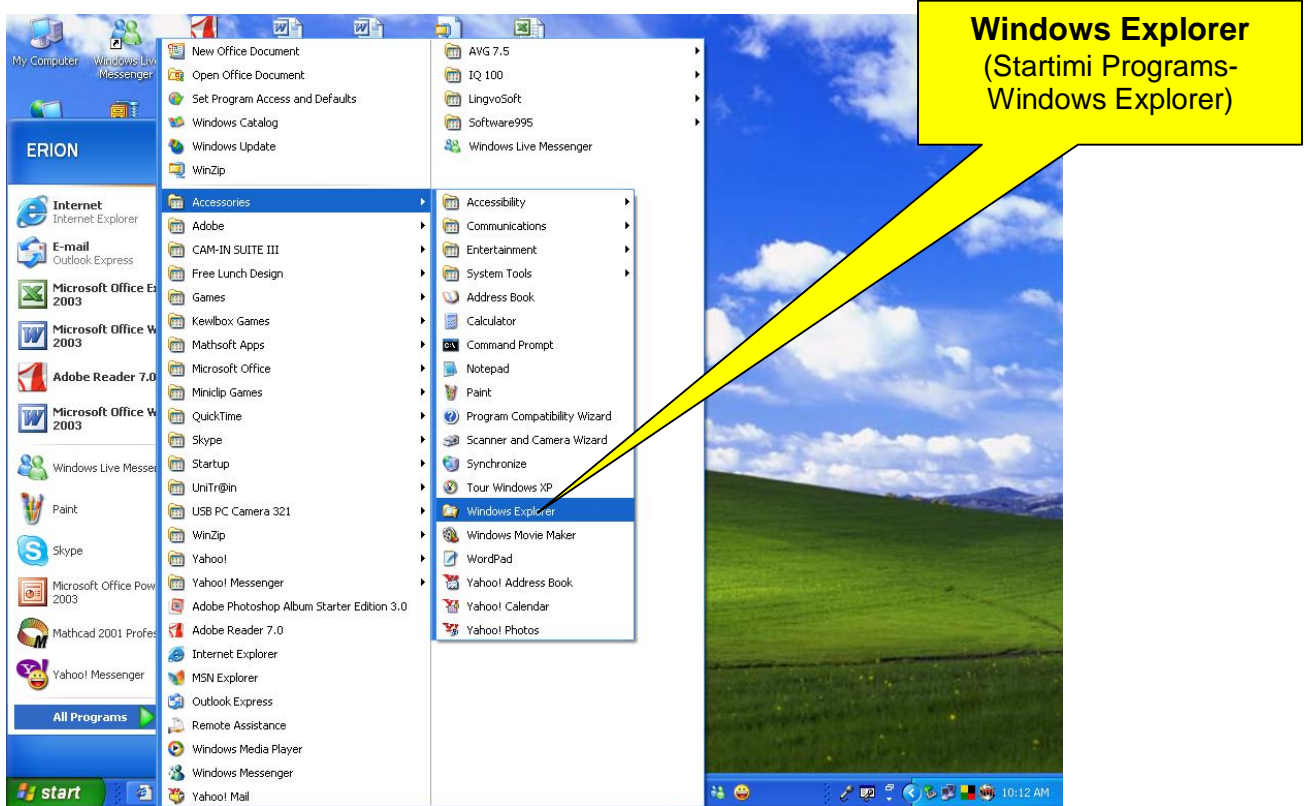 Windows Explorer
(Startimi Programs-
Windows Explorer)
My Computer
Windows Liv
Messenger
ERION
Internet
Internet Explorer
E-mail
Outlook Express
Microsoft Office E
2003
Microsoft Office W
2003
Adobe Reader 7.0
Microsoft Office W
2003
Windows Live Messe
Paint
Skype
Microsoft Office Pow
2003
Mathcad 2001 Profes
Yahoo! Messenger
All Programs
New Office Document
Open Office Document
Set Program Access and Defaults
Windows Catalog
Windows Update
WinZip
Accessories
Adobe
CAM-IN SUITE III
Free Lunch Design
Games
Kewlbox Games
Mathsoft Apps
Microsoft Office
Miniclip Games
QuickTime
Skype
Startup
UniTr@in
USB PC Camera 321
WinZip
Yahoo!
Yahoo! Messenger
Adobe Photoshop Album Starter Edition 3.0
Adobe Reader 7.0
Internet Explorer
MSN Explorer
Outlook Express
Remote Assistance
Windows Media Player
Windows Messenger
Yahoo! Mail
AVG 7.5
IQ 100
LingvoSoft
Software995
Windows Live Messenger
Accessibility
Communications
Entertainment
System Tools
Address Book
Calculator
Command Prompt
Notepad
Paint
Program Compatibility Wizard
Scanner and Camera Wizard
Synchronize
Tour Windows XP
Windows Explorer
Windows Movie Maker
WordPad
Yahoo! Address Book
Yahoo! Calendar
Yahoo! Photos
start
10:12 AM